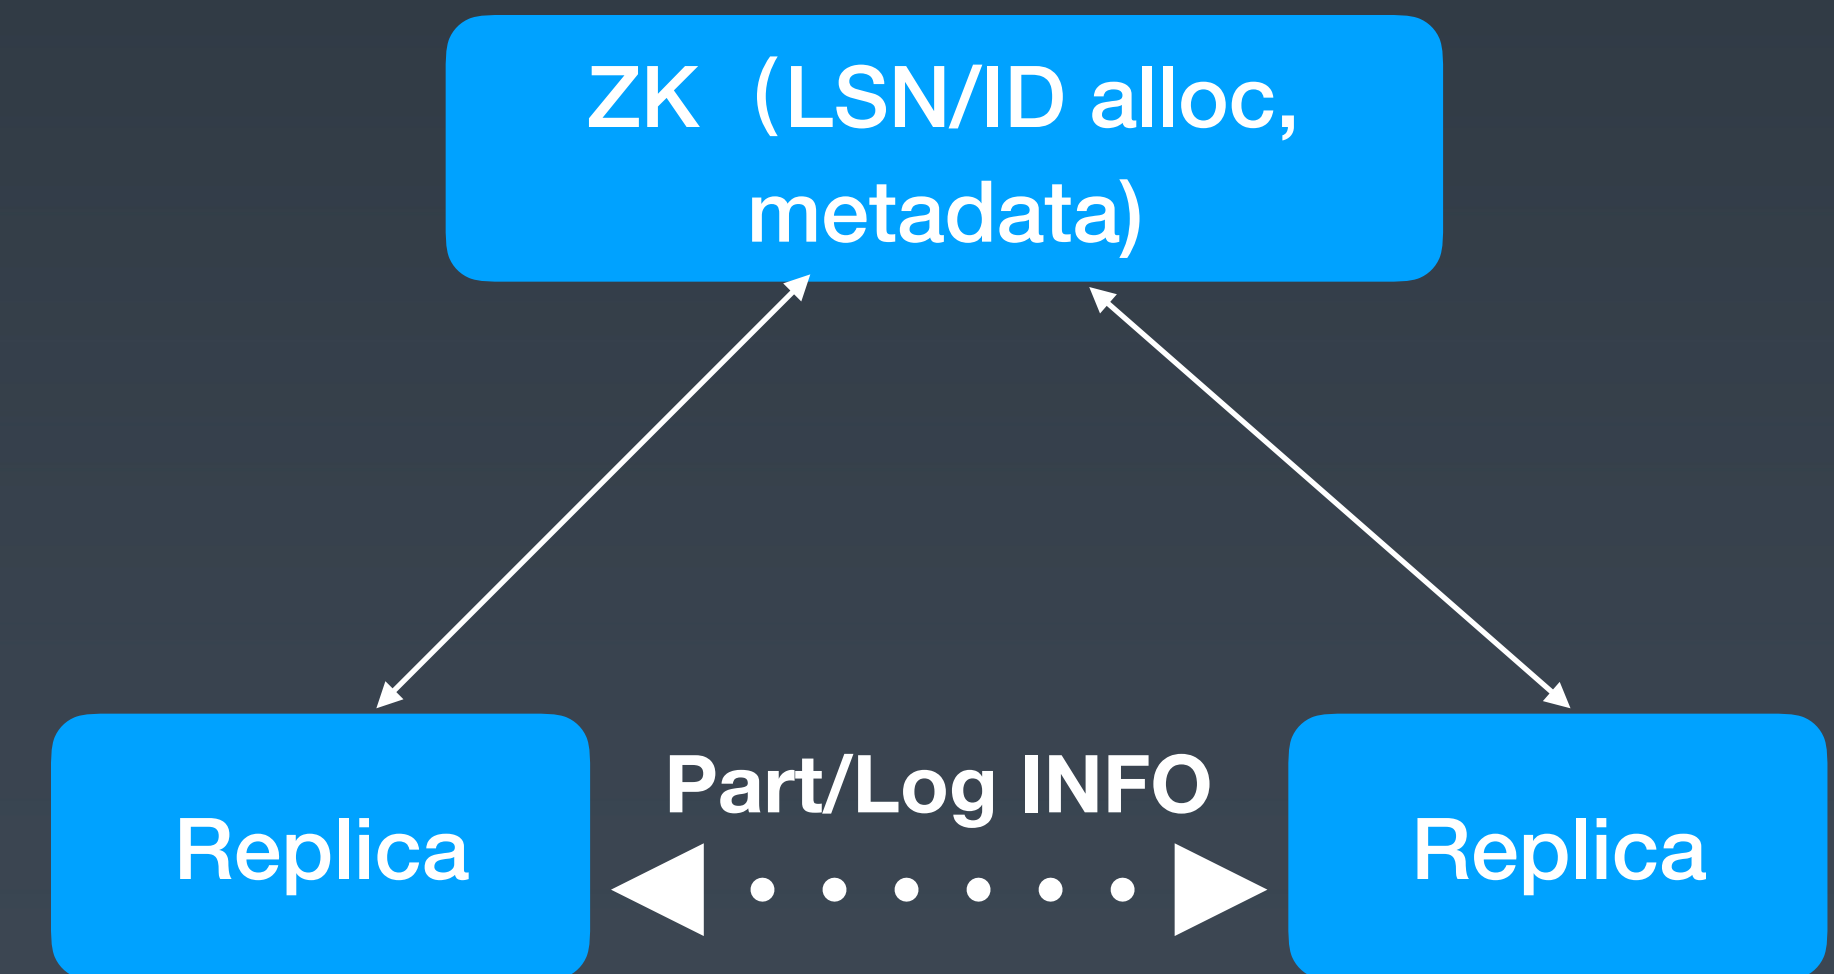 ZK（LSN/ID alloc,
metadata)
Part/Log INFO
Replica
Replica